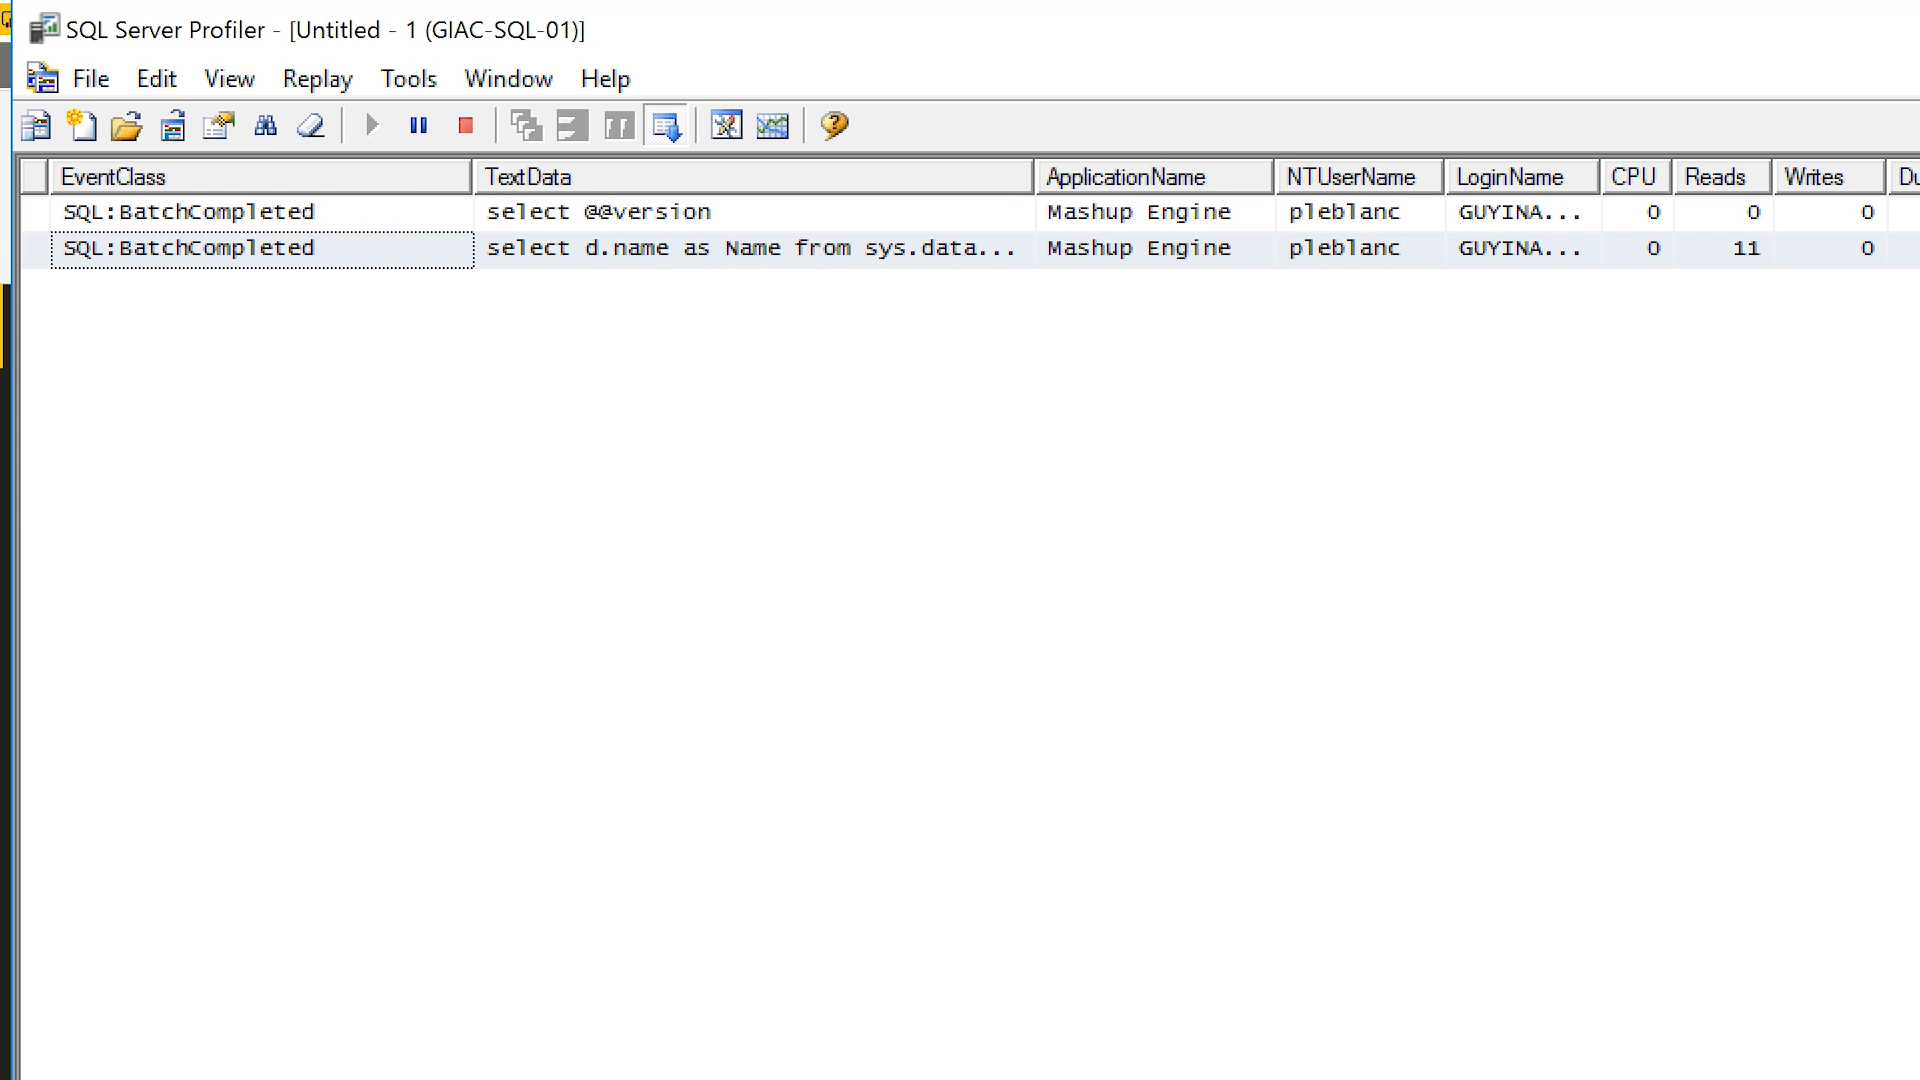 SQL Server Profiler - [Untitled - 1 (GIAC-SQL-01)]
File Edit View Replay Tools Window Help
EventClass TextData ApplicationName NTUserName LoginName CPU Reads Writes Du
SQL:BatchCompleted select @@version Mashup Engine pleblanc GUYINA... 0 0 0
SQL:BatchCompleted select d.name as Name from sys.data... Mashup Engine pleblanc GUYINA... 0 11 0